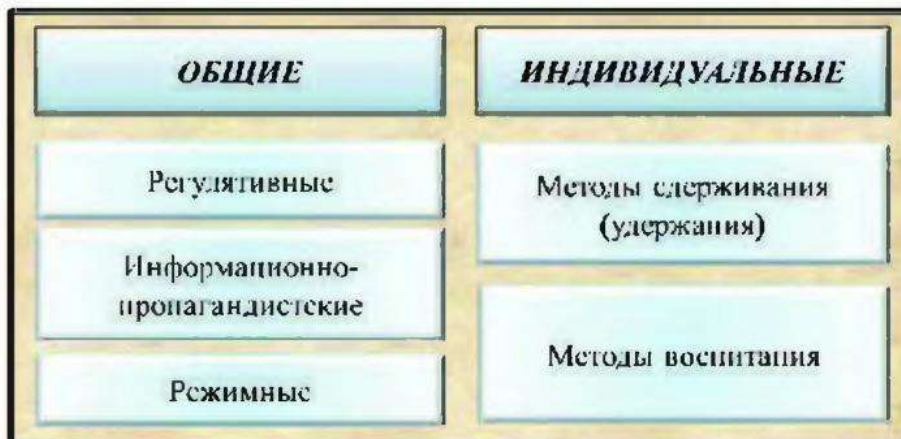 ОБЩИЕ
Регулятивные
Информационно-
пропагандистские
Режимные
ИНДИВИДУАЛЬНЫЕ
Методы сдерживания
(удержания)
Методы воспитания